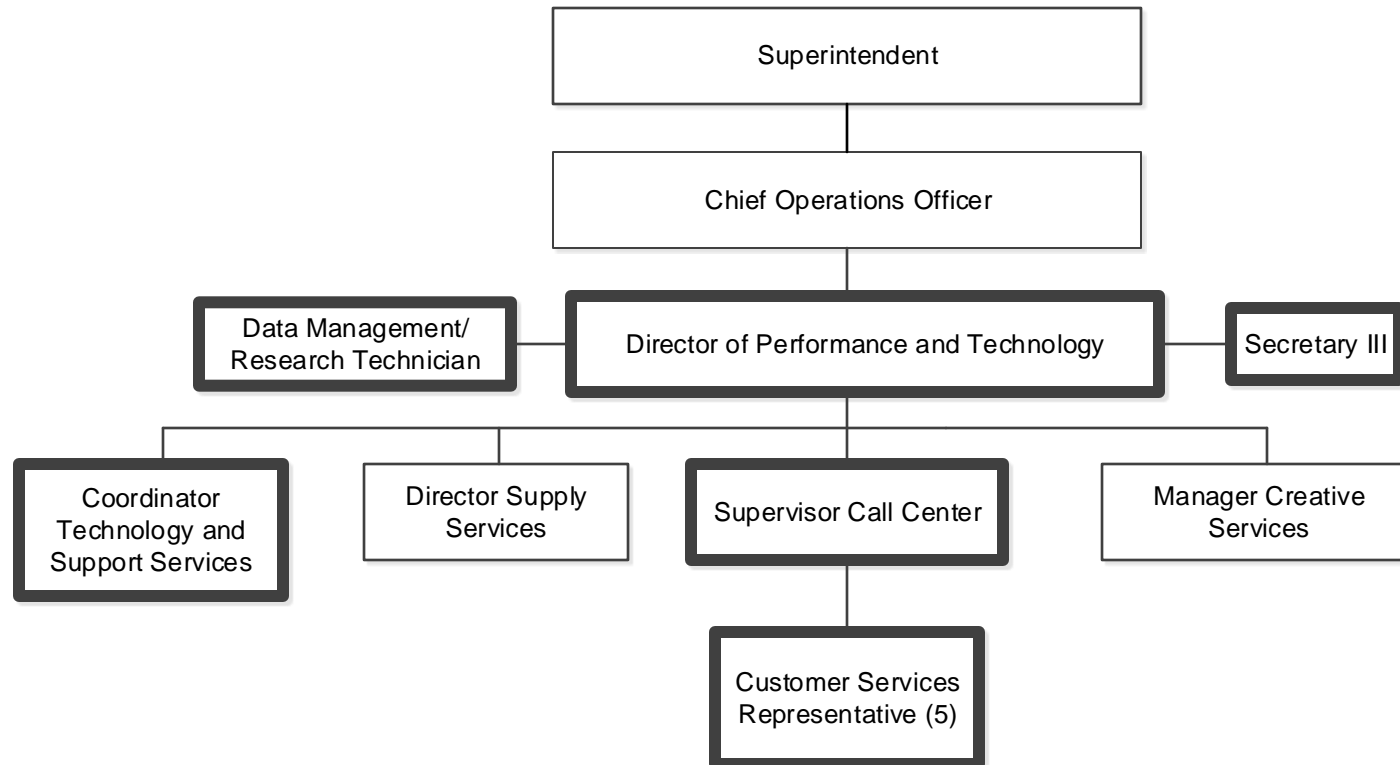 Superintendent
Chief Operations Officer
Data Management/
Research Technician
Director of Performance and Technology
Secretary III
Coordinator
Technology and
Support Services
Director Supply
Services
Supervisor Call Center
Manager Creative
Services
Customer Services
Representative (5)